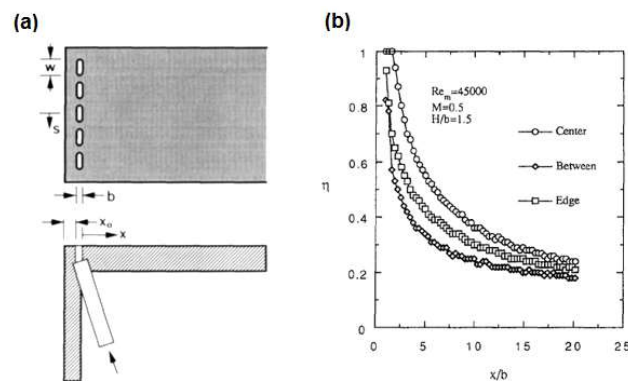 (a)
w
s
b
x₀
x
(b)
1
0.8
0.6
η
0.4
0.2
0
Reₘ=45000
M=0.5
H/b=1.5
Center
Between
Edge
0 5 10 15 20 25
x/b